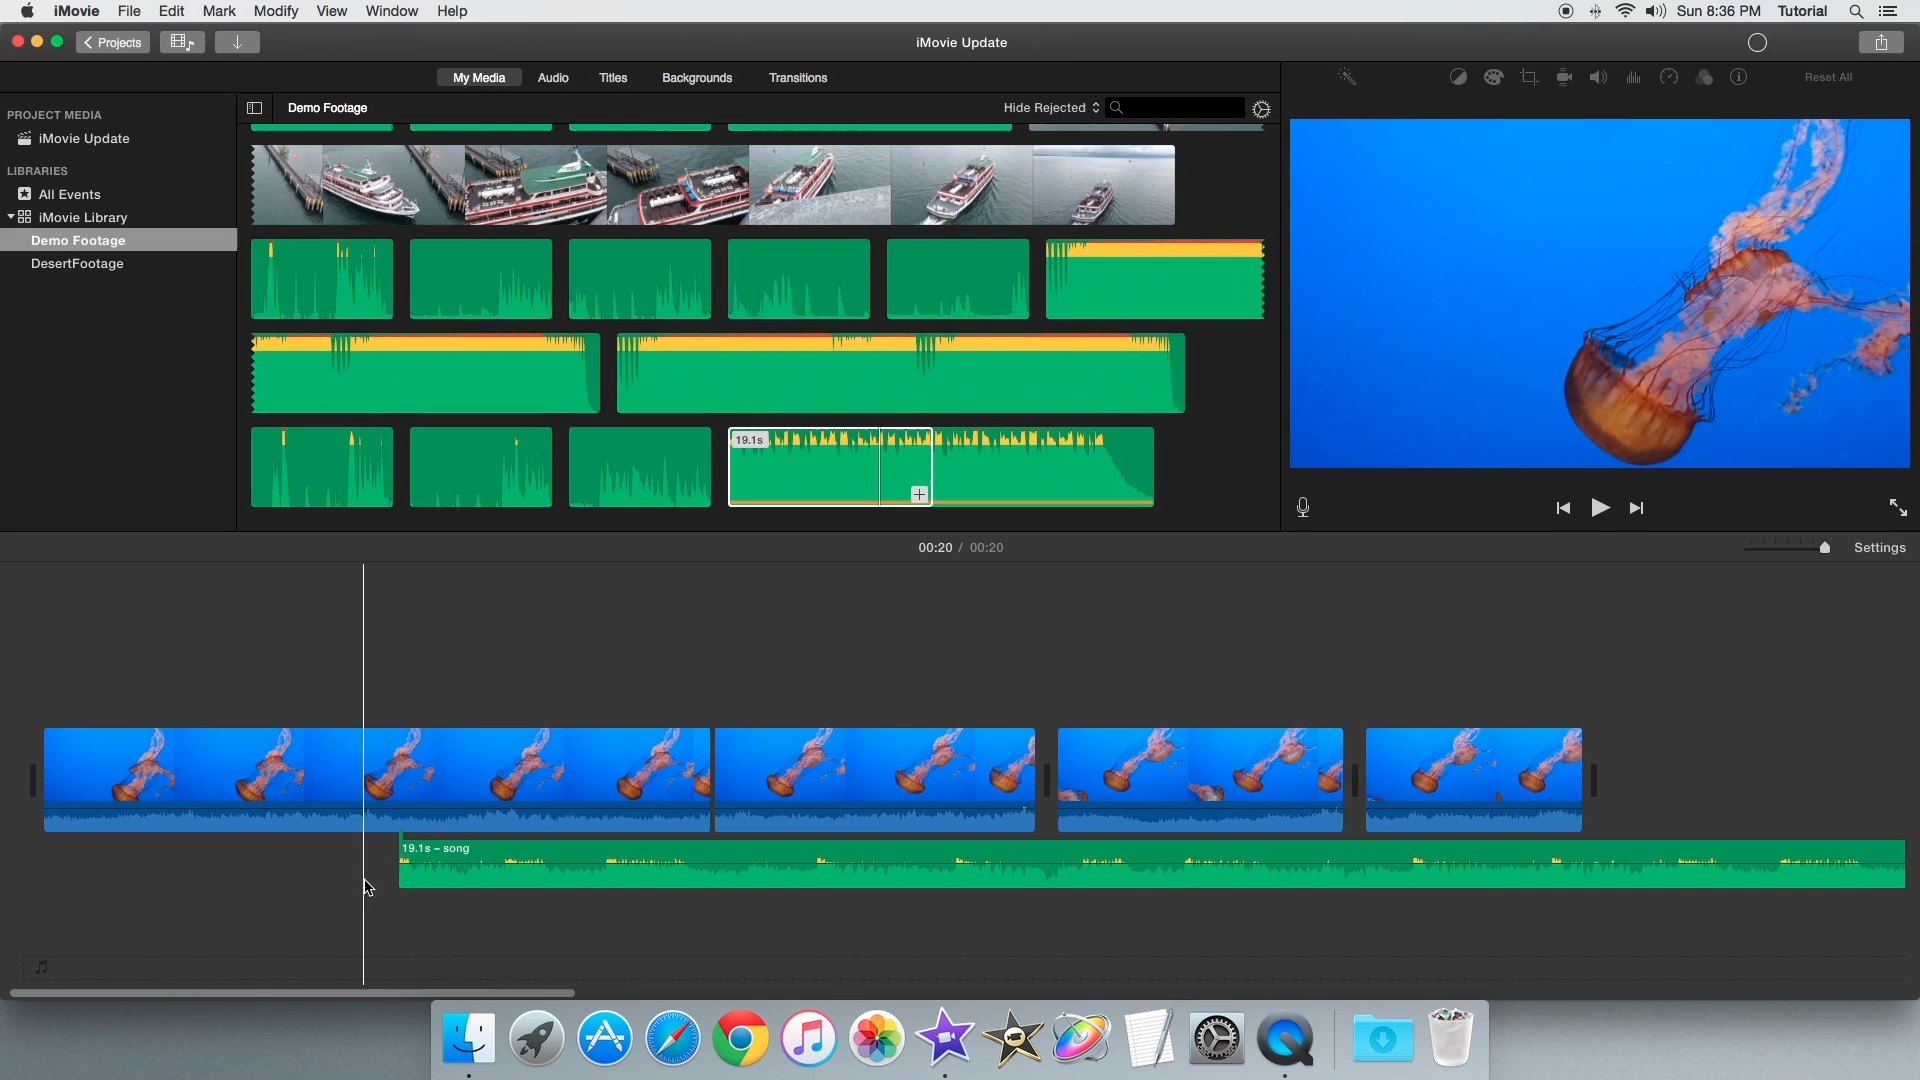 iMovie File Edit Mark Modify View Window Help Sun 8:36 PM Tutorial
Projects iMovie Update
My Media Audio Titles Backgrounds Transitions Reset All
PROJECT MEDIA
iMovie Update
LIBRARIES
All Events
iMovie Library
Demo Footage
DesertFootage
Demo Footage Hide Rejected
19.1s
00:20 / 00:20 Settings
19.1s – song